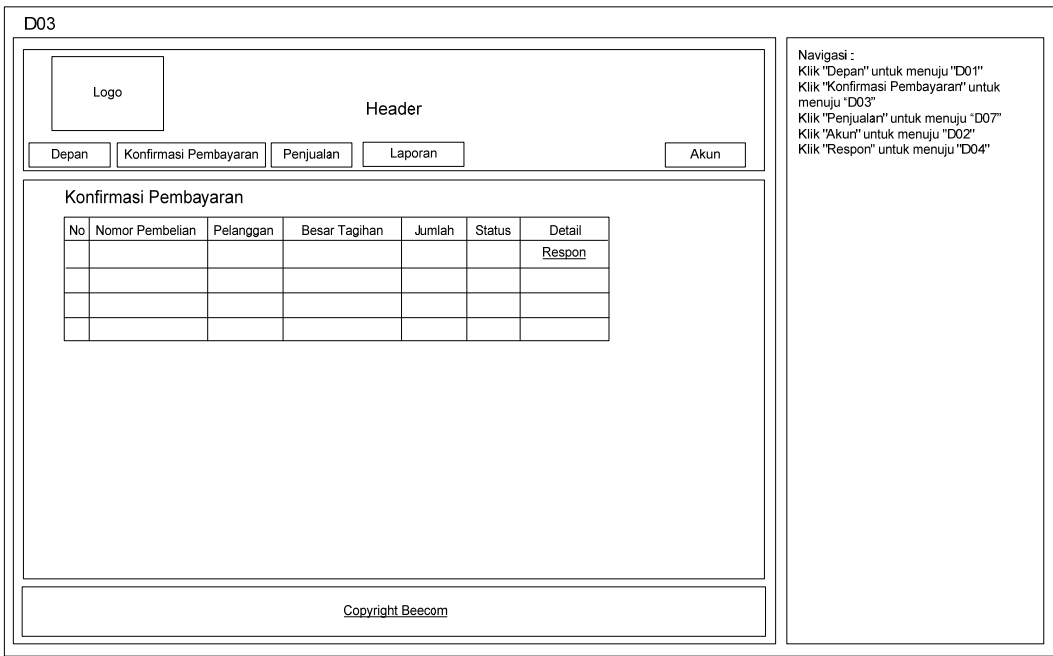 D03
Logo
Header
Depan Konfirmasi Pembayaran Penjualan Laporan Akun
Konfirmasi Pembayaran
No Nomor Pembelian Pelanggan Besar Tagihan Jumlah Status Detail
Respon
Copyright Beecom
Navigasi :
Klik "Depan" untuk menuju "D01"
Klik "Konfirmasi Pembayaran" untuk
menuju “D03”
Klik "Penjualan" untuk menuju “D07”
Klik "Akun" untuk menuju "D02"
Klik "Respon" untuk menuju "D04"